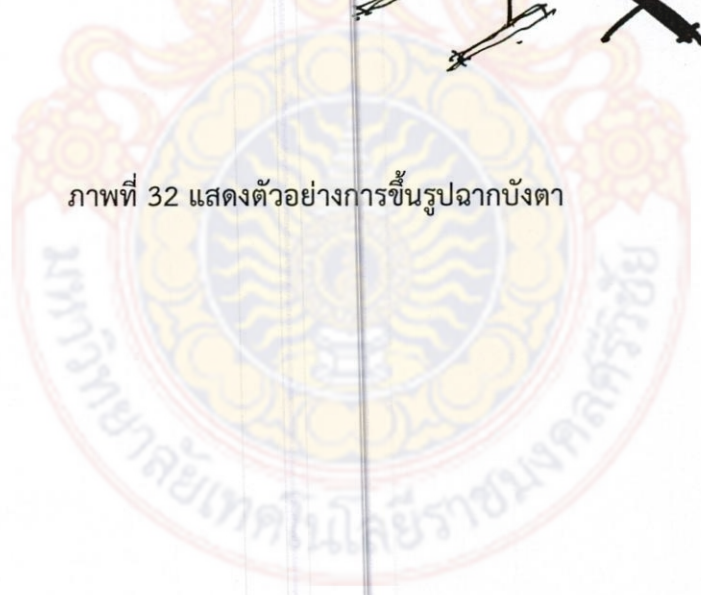 ภาพที่ 32 แสดงตัวอย่างการขึ้นรูปฉากบังตา
มหาวิทยาลัยเทคโนโลยีราชมงคลศรีวิชัย